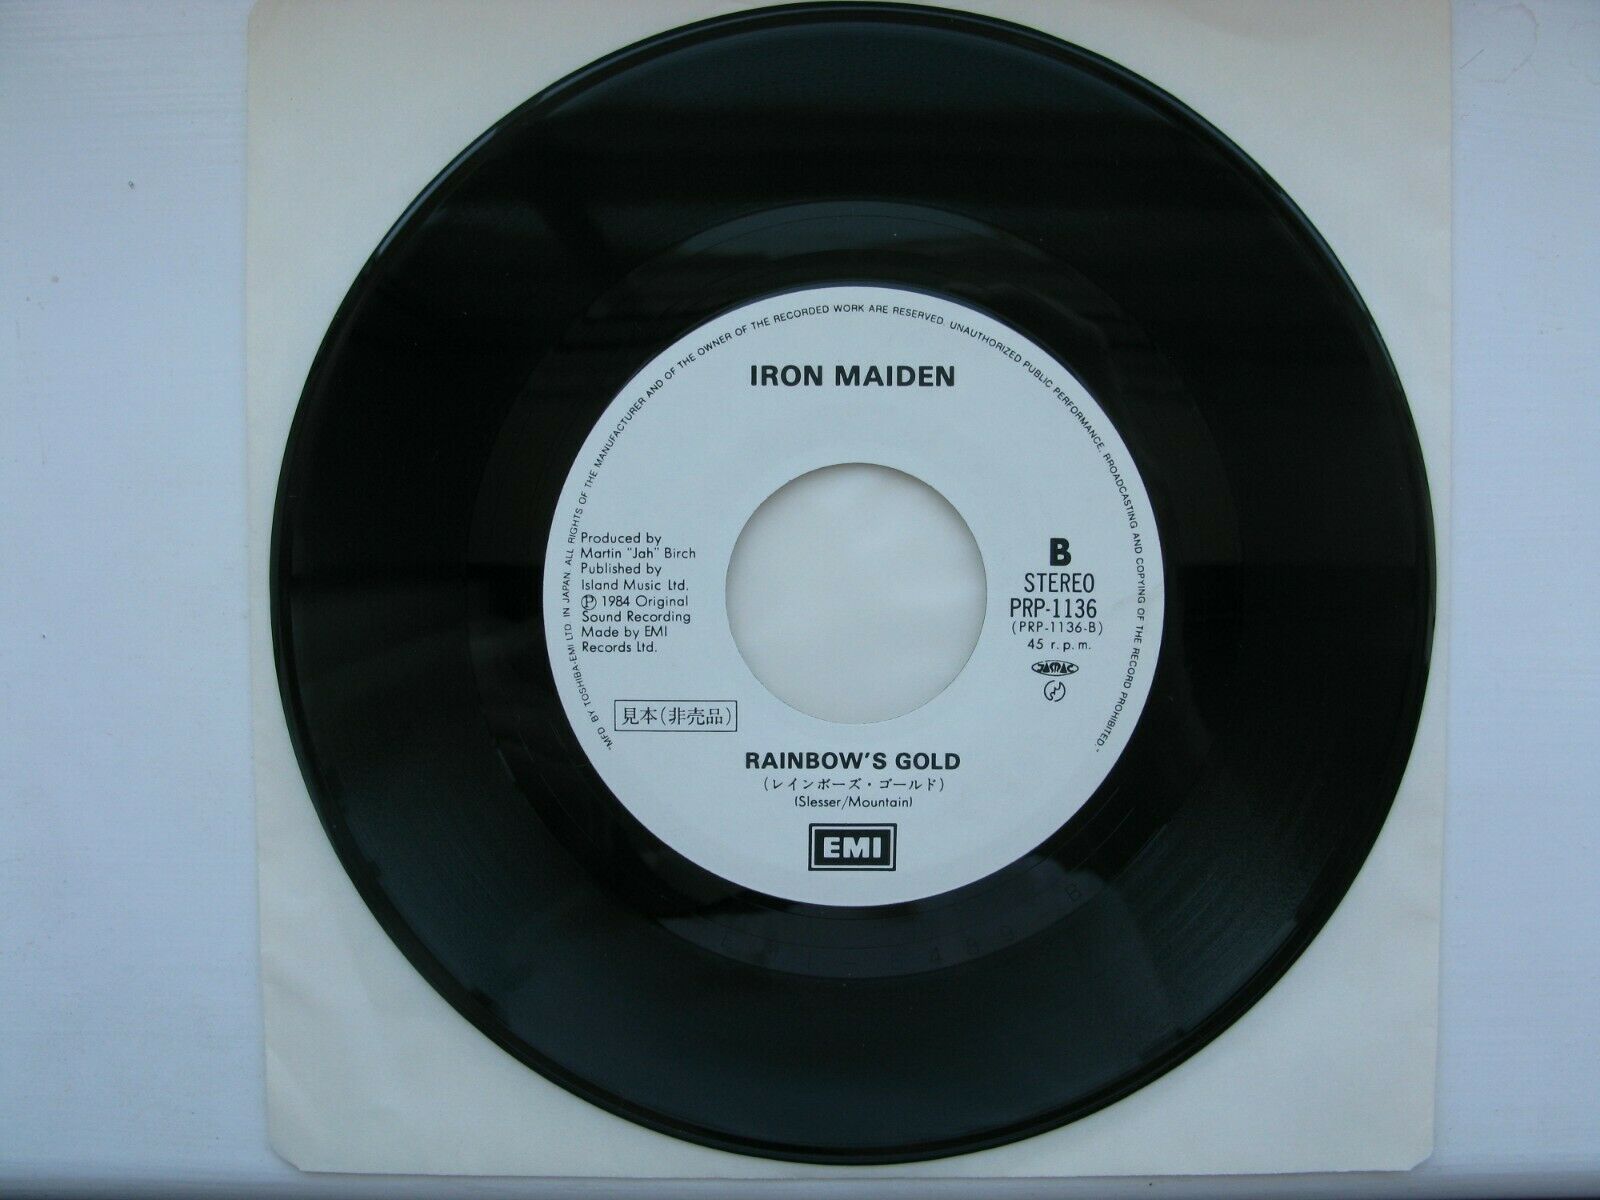 "MFD BY TOSHIBA-EMI LTD. IN JAPAN. ALL RIGHTS OF THE MANUFACTURER AND OF THE OWNER OF THE RECORDED WORK ARE RESERVED. UNAUTHORIZED PUBLIC PERFORMANCE, RROADCASTING AND COPYING OF THE RECORD PROHIBITED."
IRON MAIDEN
Produced by
Martin "Jah" Birch
Published by
Island Music Ltd.
Ⓟ 1984 Original
Sound Recording
Made by EMI
Records Ltd.
B
STEREO
PRP-1136
(PRP-1136-B)
45 r.p.m.
JASRAC
見本(非売品)
RAINBOW'S GOLD
(レインボーズ・ゴールド)
(Slesser/Mountain)
EMI